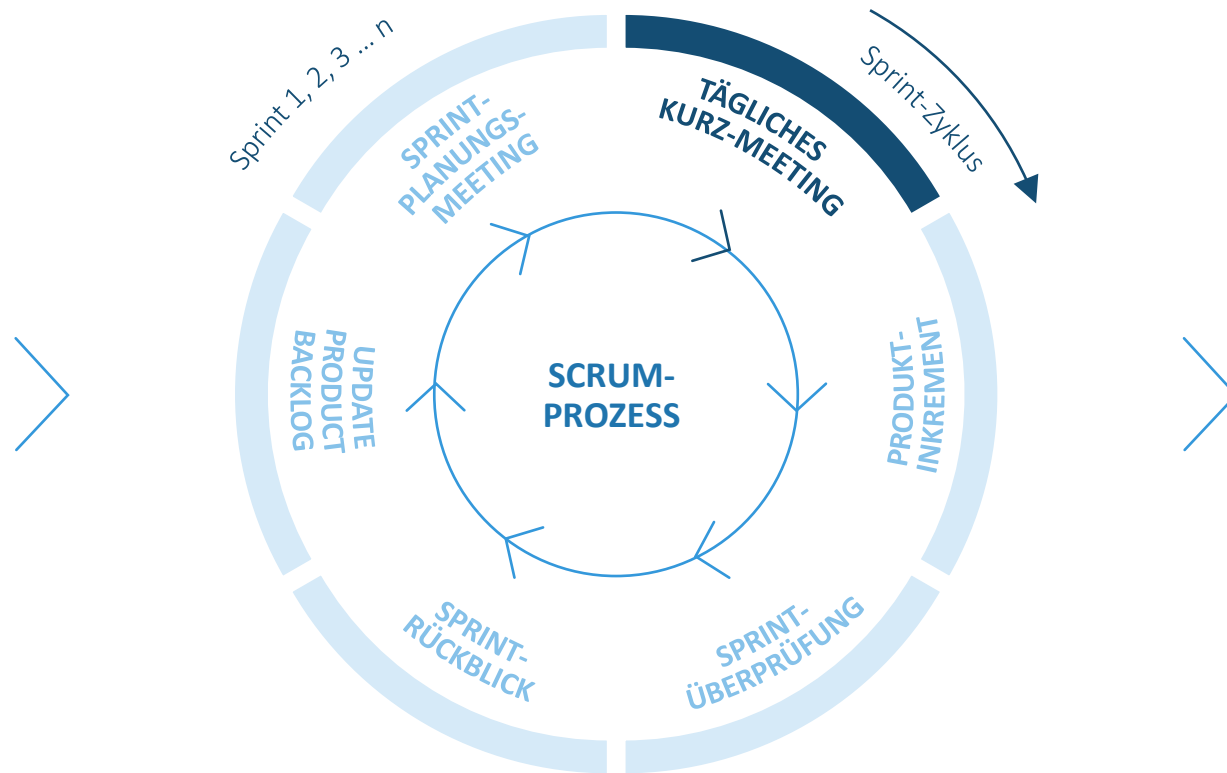 Sprint 1, 2, 3 ... n
Sprint-Zyklus
SPRINT-
PLANUNGS-
MEETING
TÄGLICHES
KURZ-MEETING
PRODUKT-
INKREMENT
SPRINT-
ÜBERPRÜFUNG
SPRINT-
RÜCKBLICK
UPDATE
PRODUCT
BACKLOG
SCRUM-
PROZESS